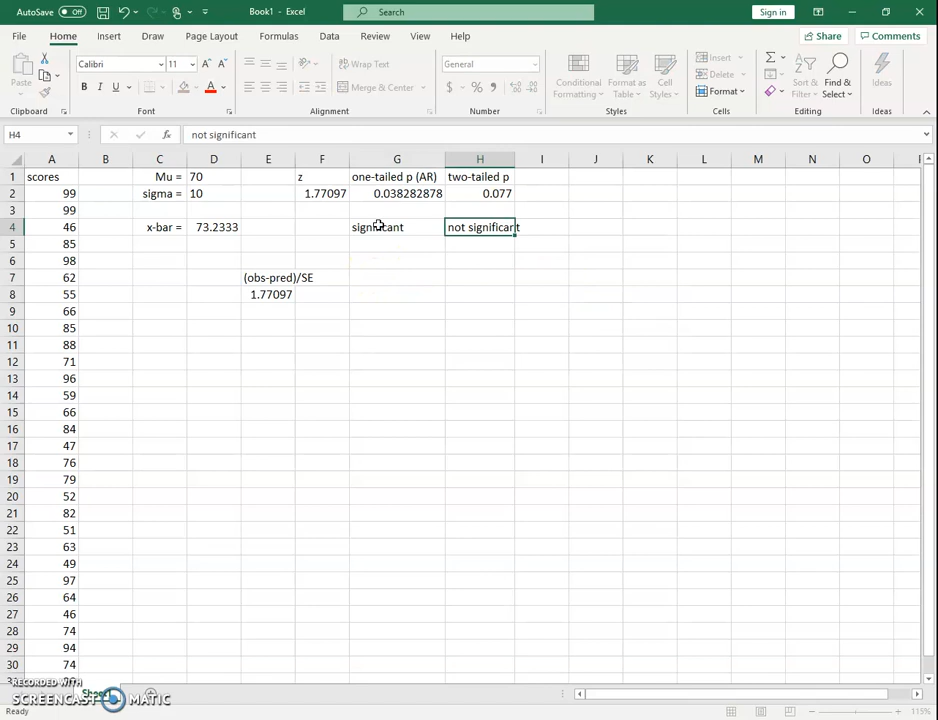 AutoSave Off Book1 - Excel Search Sign in
File Home Insert Draw Page Layout Formulas Data Review View Help Share Comments
Calibri 11 A A Wrap Text General Insert
Paste B I U A Merge & Center $ % Conditional Formatting Format as Table Cell Styles Delete Format Sort & Filter Find & Select Ideas
Clipboard Font Alignment Number Styles Cells Editing Ideas
H4 fx not significant
A B C D E F G H I J K L M N O
1 scores Mu = 70 z one-tailed p (AR) two-tailed p
2 99 sigma = 10 1.77097 0.038282878 0.077
3 99
4 46 x-bar = 73.2333 significant not significant
5 85
6 98
7 62 (obs-pred)/SE
8 55 1.77097
9 66
10 85
11 88
12 71
13 96
14 59
15 66
16 84
17 47
18 76
19 79
20 52
21 82
22 51
23 63
24 49
25 97
26 64
27 46
28 74
29 94
30 74
RECORDED WITH
SCREENCAST MATIC
Ready 115%